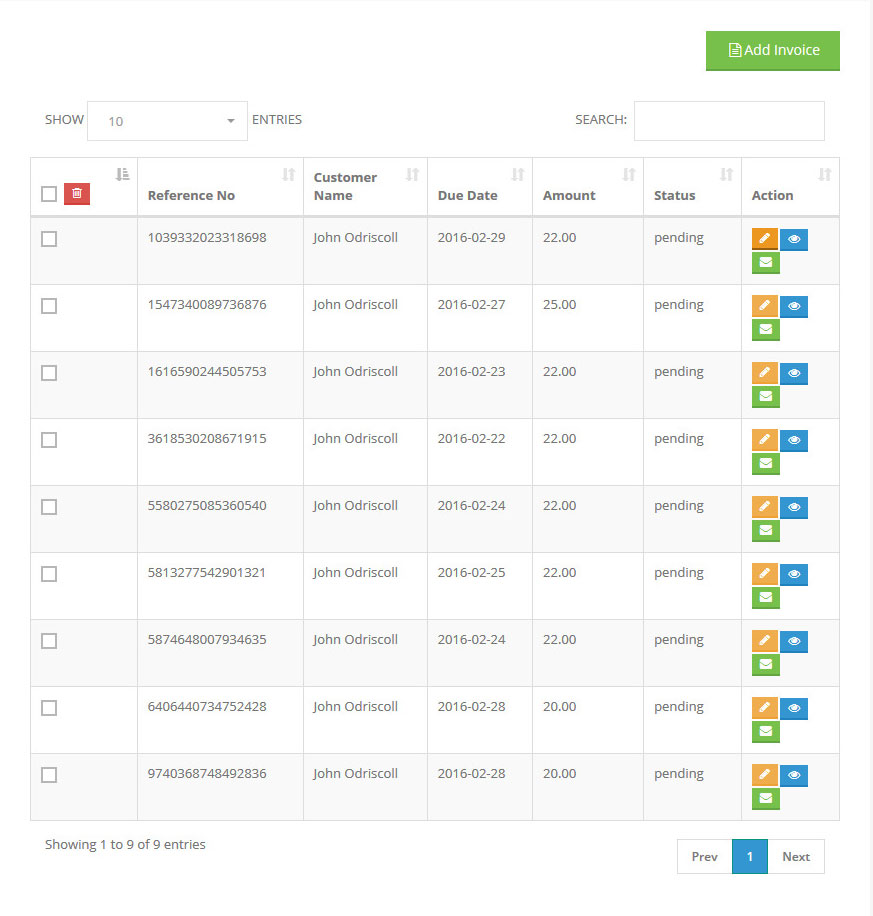 Add Invoice
SHOW 10 ENTRIES SEARCH:
Reference No Customer Name Due Date Amount Status Action
1039332023318698 John Odriscoll 2016-02-29 22.00 pending
1547340089736876 John Odriscoll 2016-02-27 25.00 pending
1616590244505753 John Odriscoll 2016-02-23 22.00 pending
3618530208671915 John Odriscoll 2016-02-22 22.00 pending
5580275085360540 John Odriscoll 2016-02-24 22.00 pending
5813277542901321 John Odriscoll 2016-02-25 22.00 pending
5874648007934635 John Odriscoll 2016-02-24 22.00 pending
6406440734752428 John Odriscoll 2016-02-28 20.00 pending
9740368748492836 John Odriscoll 2016-02-28 20.00 pending
Showing 1 to 9 of 9 entries
Prev 1 Next